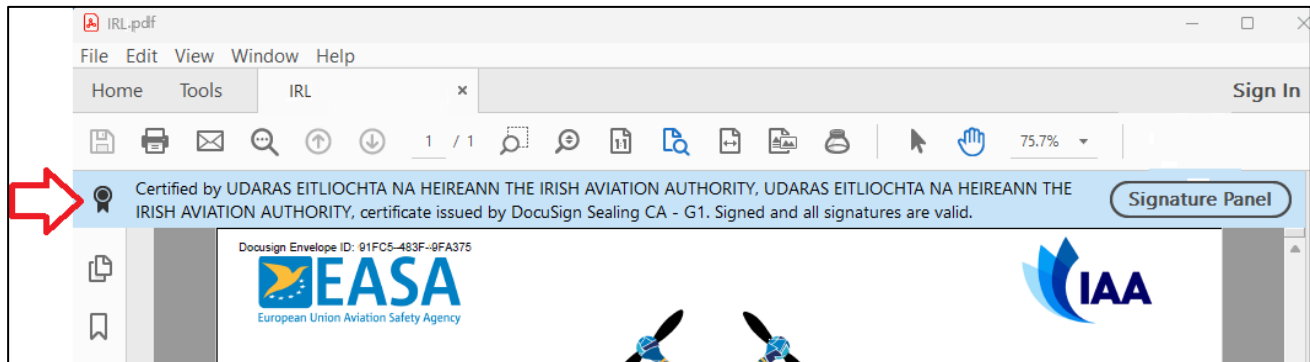 IRL.pdf
File Edit View Window Help
Home Tools IRL × Sign In
1 / 1 1:1 75.7%
Certified by UDARAS EITLIOCHTA NA HEIREANN THE IRISH AVIATION AUTHORITY, UDARAS EITLIOCHTA NA HEIREANN THE
IRISH AVIATION AUTHORITY, certificate issued by DocuSign Sealing CA - G1. Signed and all signatures are valid.
Signature Panel
Docusign Envelope ID: 91FC5-483F-9FA375
EASA
European Union Aviation Safety Agency
IAA